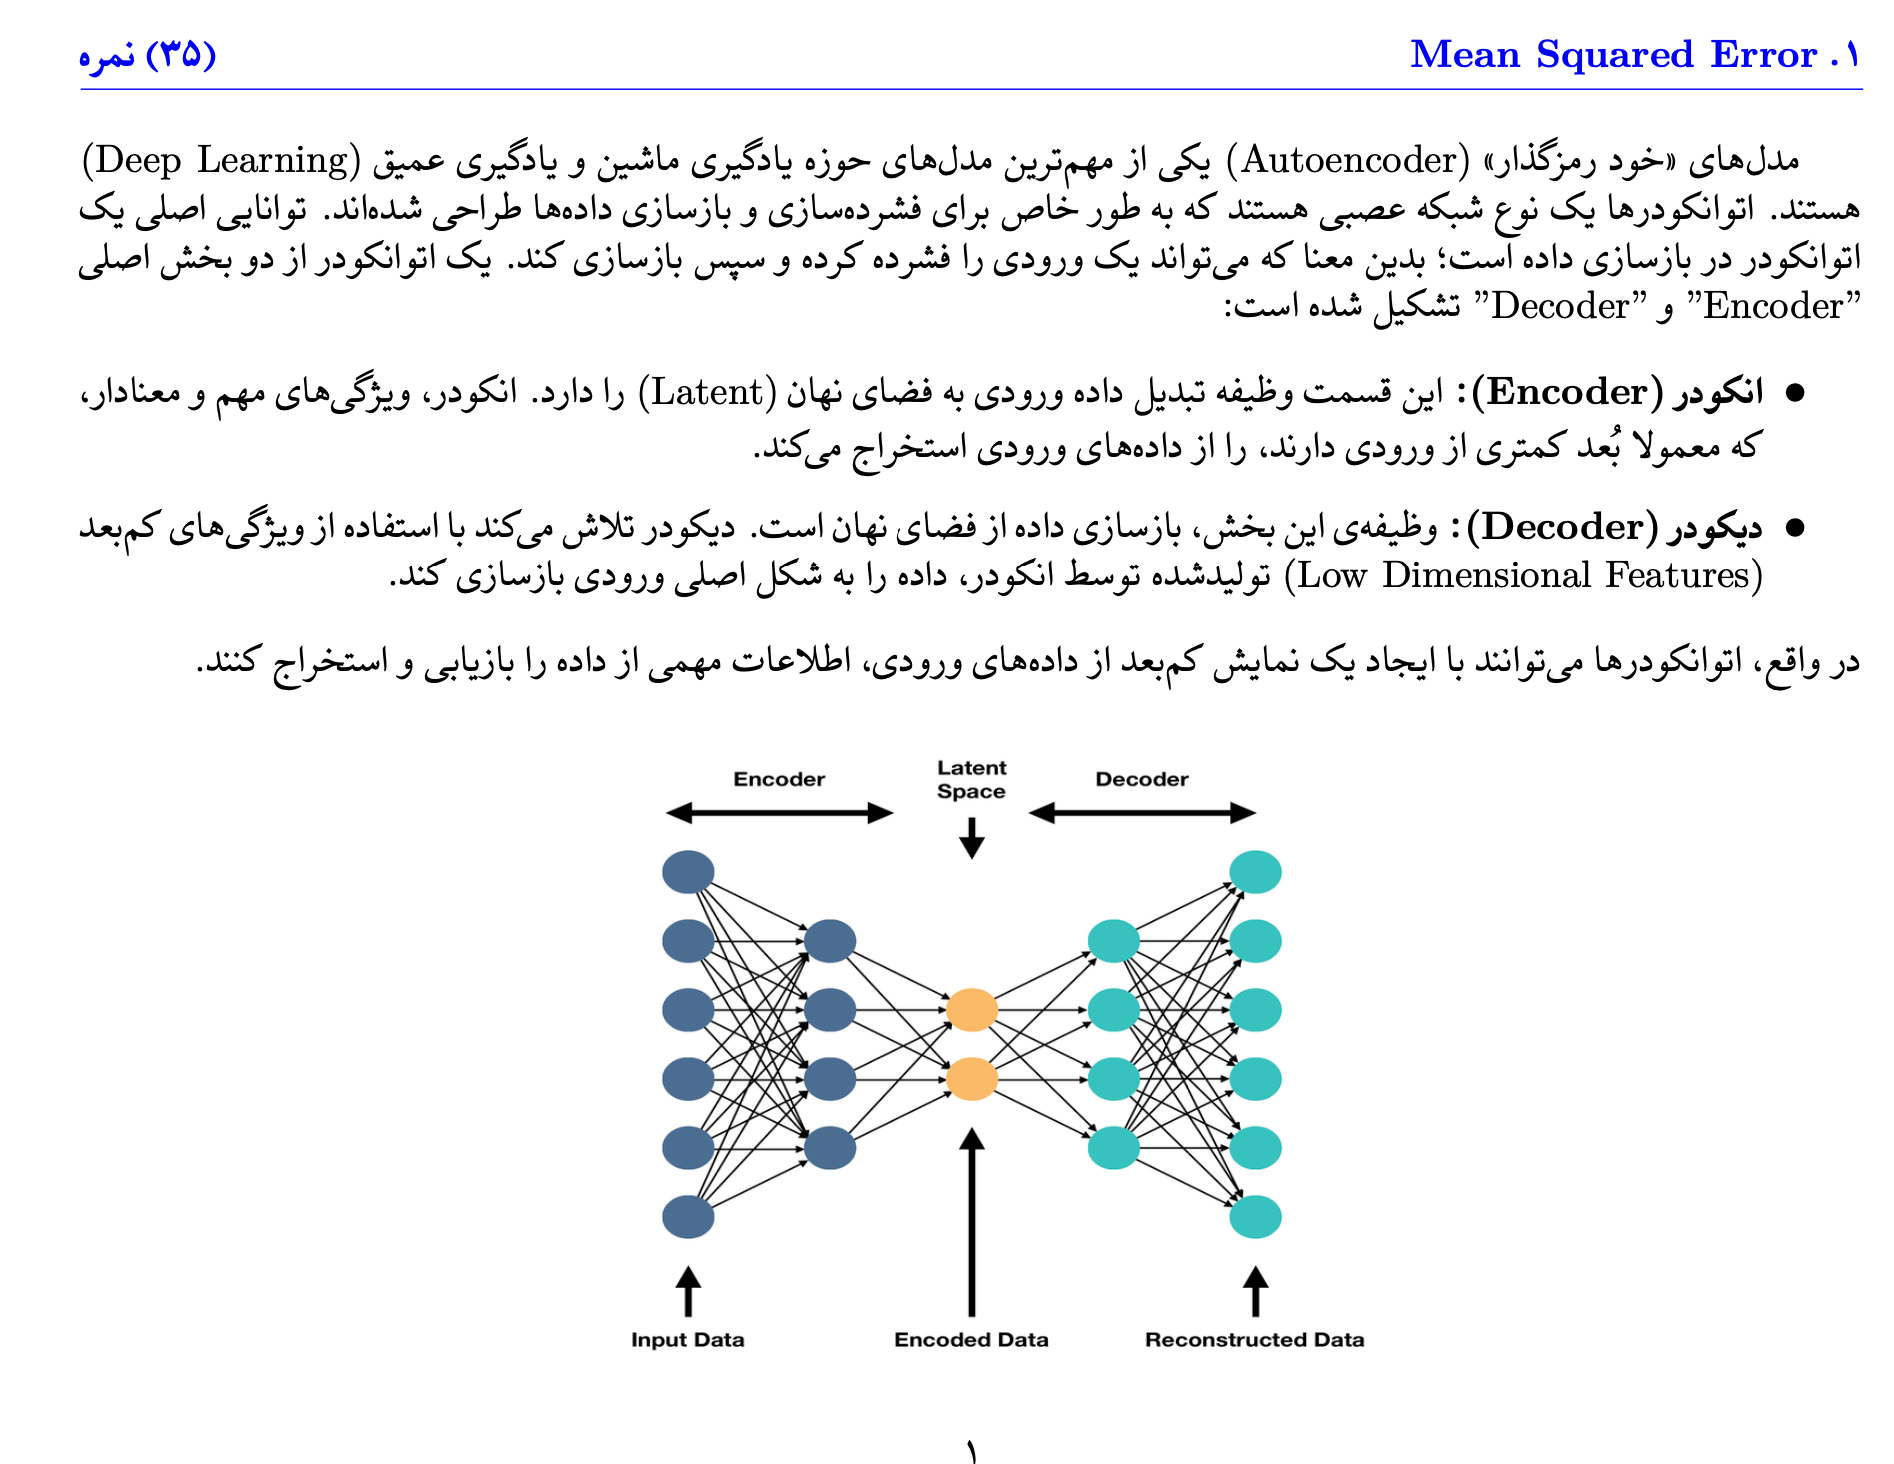 ۱. Mean Squared Error (۳۵) نمره
مدل‌های «خود رمزگذار» (Autoencoder) یکی از مهم‌ترین مدل‌های حوزه یادگیری ماشین و یادگیری عمیق (Deep Learning)
هستند. اتوانکودرها یک نوع شبکه عصبی هستند که به طور خاص برای فشرده‌سازی و بازسازی داده‌ها طراحی شده‌اند. توانایی اصلی یک
اتوانکودر در بازسازی داده است؛ بدین معنا که می‌تواند یک ورودی را فشرده کرده و سپس بازسازی کند. یک اتوانکودر از دو بخش اصلی
”Encoder” و ”Decoder” تشکیل شده است:
● انکودر (Encoder): این قسمت وظیفه تبدیل داده ورودی به فضای نهان (Latent) را دارد. انکودر، ویژگی‌های مهم و معنادار،
که معمولا بُعد کمتری از ورودی دارند، را از داده‌های ورودی استخراج می‌کند.
● دیکودر (Decoder): وظیفه‌ی این بخش، بازسازی داده از فضای نهان است. دیکودر تلاش می‌کند با استفاده از ویژگی‌های کم‌بعد
(Low Dimensional Features) تولیدشده توسط انکودر، داده را به شکل اصلی ورودی بازسازی کند.
در واقع، اتوانکودرها می‌توانند با ایجاد یک نمایش کم‌بعد از داده‌های ورودی، اطلاعات مهمی از داده را بازیابی و استخراج کنند.
Encoder
Latent
Space
Decoder
Input Data
Encoded Data
Reconstructed Data
۱